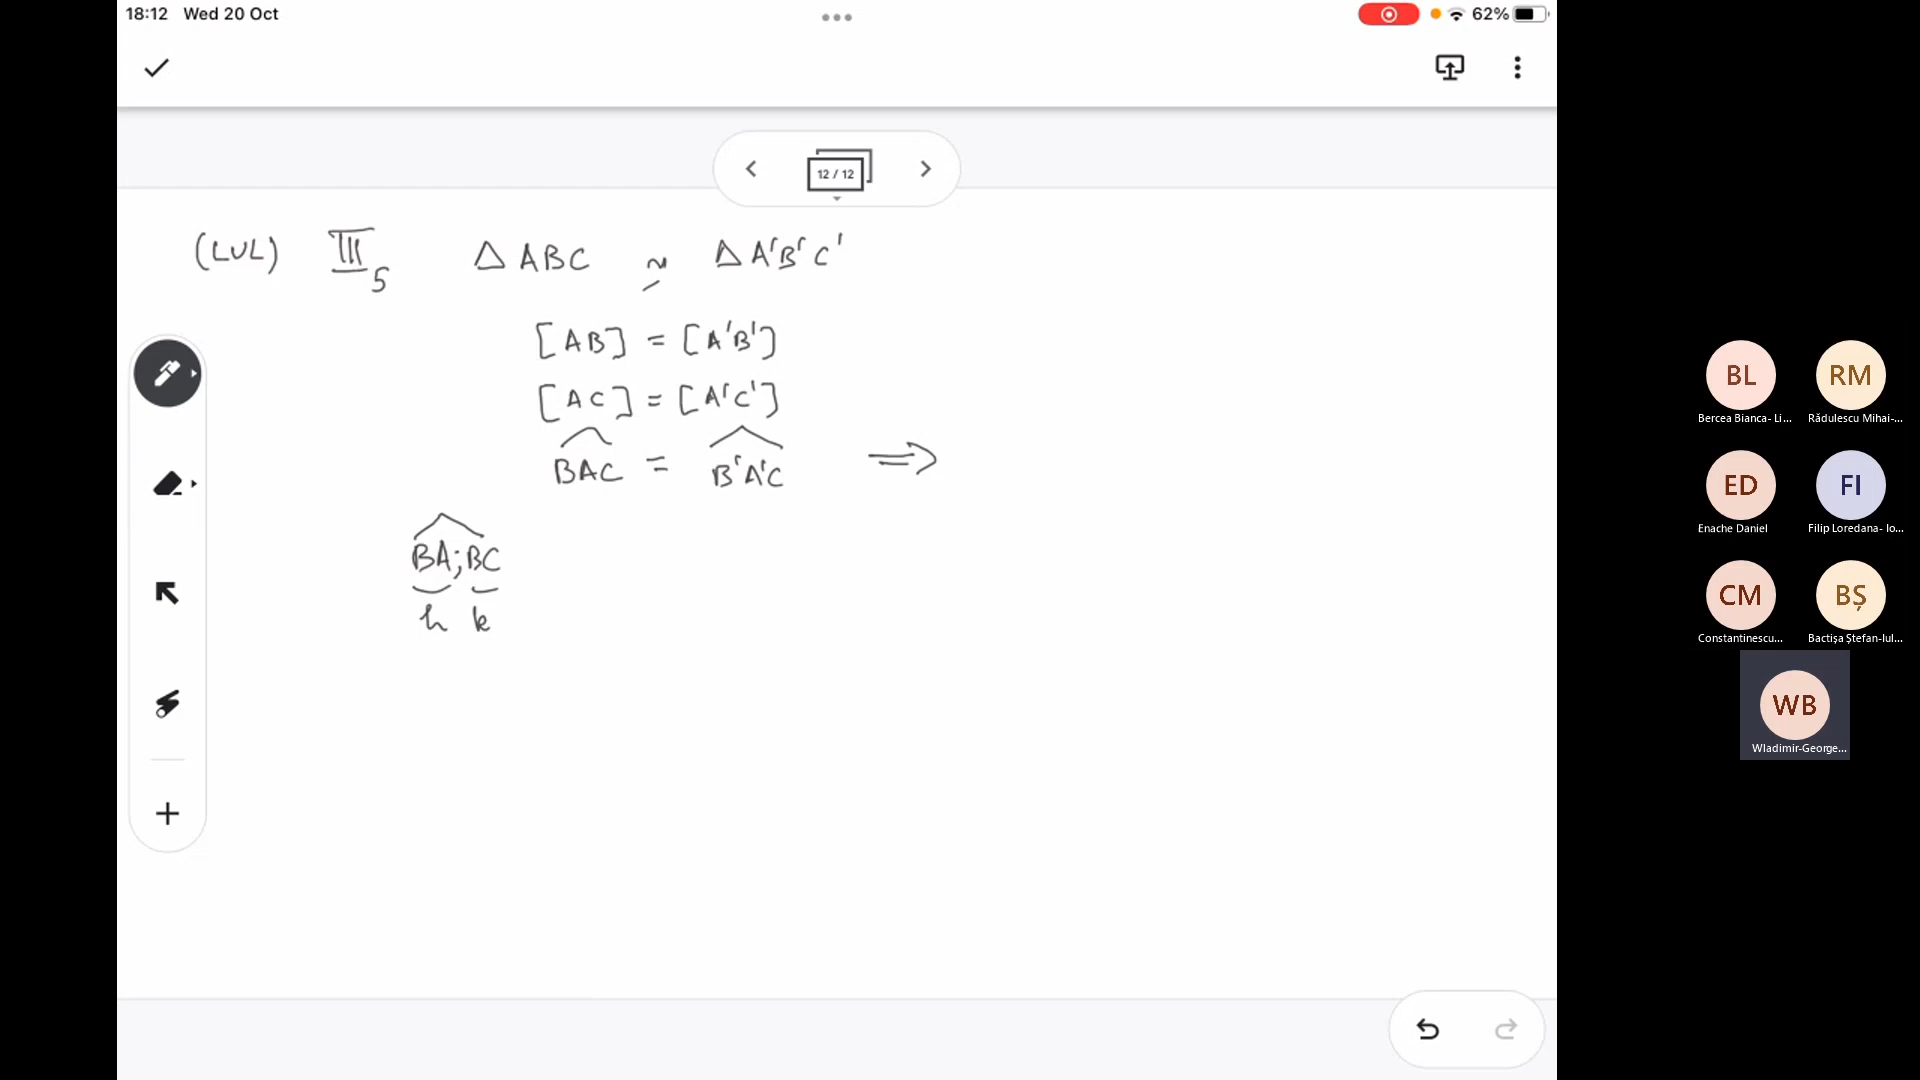 18:12 Wed 20 Oct
62%
12 / 12
(LUL) III₅ △ ABC ≃ △ A'B'C'
[AB] = [A'B']
[AC] = [A'C']
BAC = B'A'C ⟹
BA;BC
h k
BL
Bercea Bianca- Li...
RM
Rădulescu Mihai-...
ED
Enache Daniel
FI
Filip Loredana- Io...
CM
Constantinescu...
BȘ
Bactișa Ștefan-Iul...
WB
Wladimir-George...